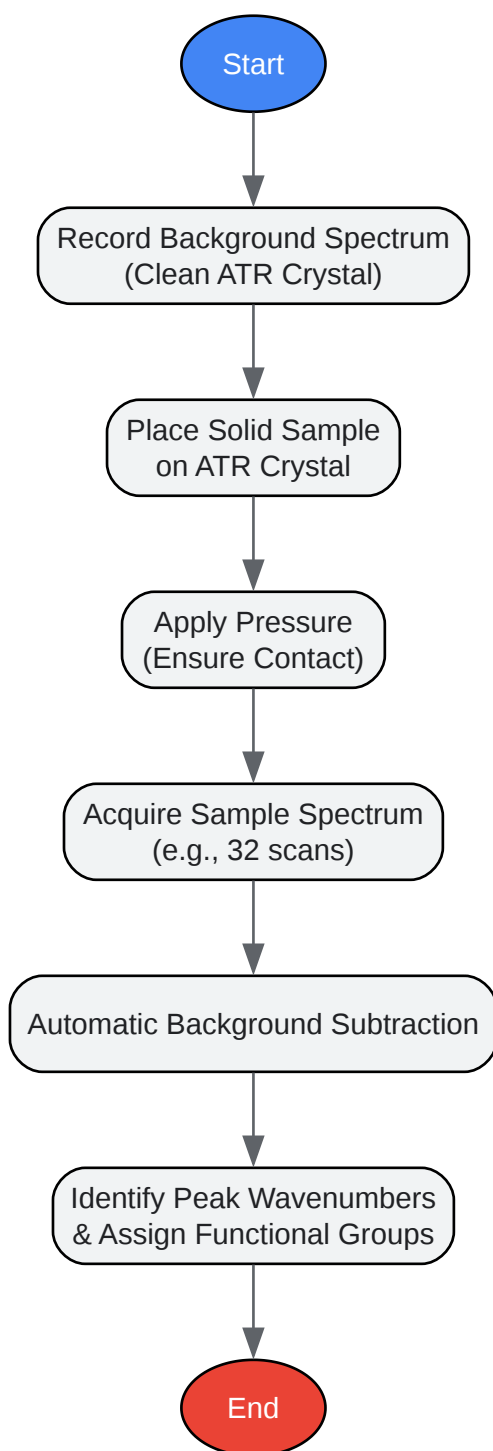 Start
Record Background Spectrum
(Clean ATR Crystal)
Place Solid Sample
on ATR Crystal
Apply Pressure
(Ensure Contact)
Acquire Sample Spectrum
(e.g., 32 scans)
Automatic Background Subtraction
Identify Peak Wavenumbers
& Assign Functional Groups
End